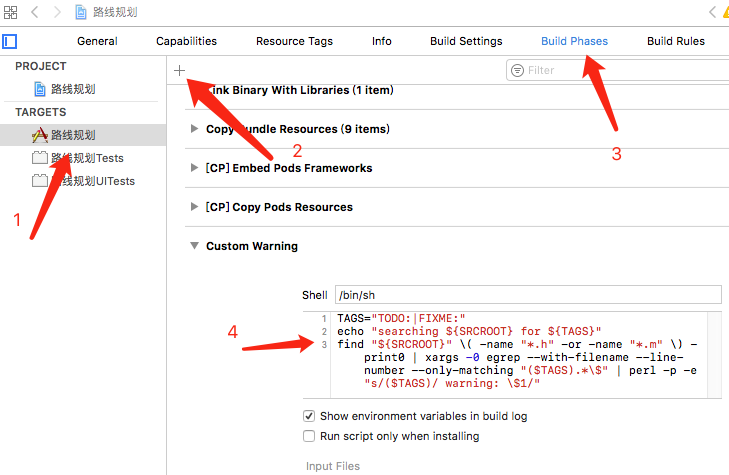 路线规划
General Capabilities Resource Tags Info Build Settings Build Phases Build Rules
PROJECT
路线规划
TARGETS
路线规划
路线规划Tests
路线规划UITests
1
Filter
ink Binary With Libraries (1 item)
Copy Bundle Resources (9 items)
2
3
[CP] Embed Pods Frameworks
[CP] Copy Pods Resources
Custom Warning
Shell /bin/sh
4
1 TAGS="TODO:|FIXME:"
2 echo "searching ${SRCROOT} for ${TAGS}"
3 find "${SRCROOT}" \( -name "*.h" -or -name "*.m" \) -
print0 | xargs -0 egrep --with-filename --line-
number --only-matching "($TAGS).*\$" | perl -p -e
"s/($TAGS)/ warning: \$1/"
Show environment variables in build log
Run script only when installing
Input Files